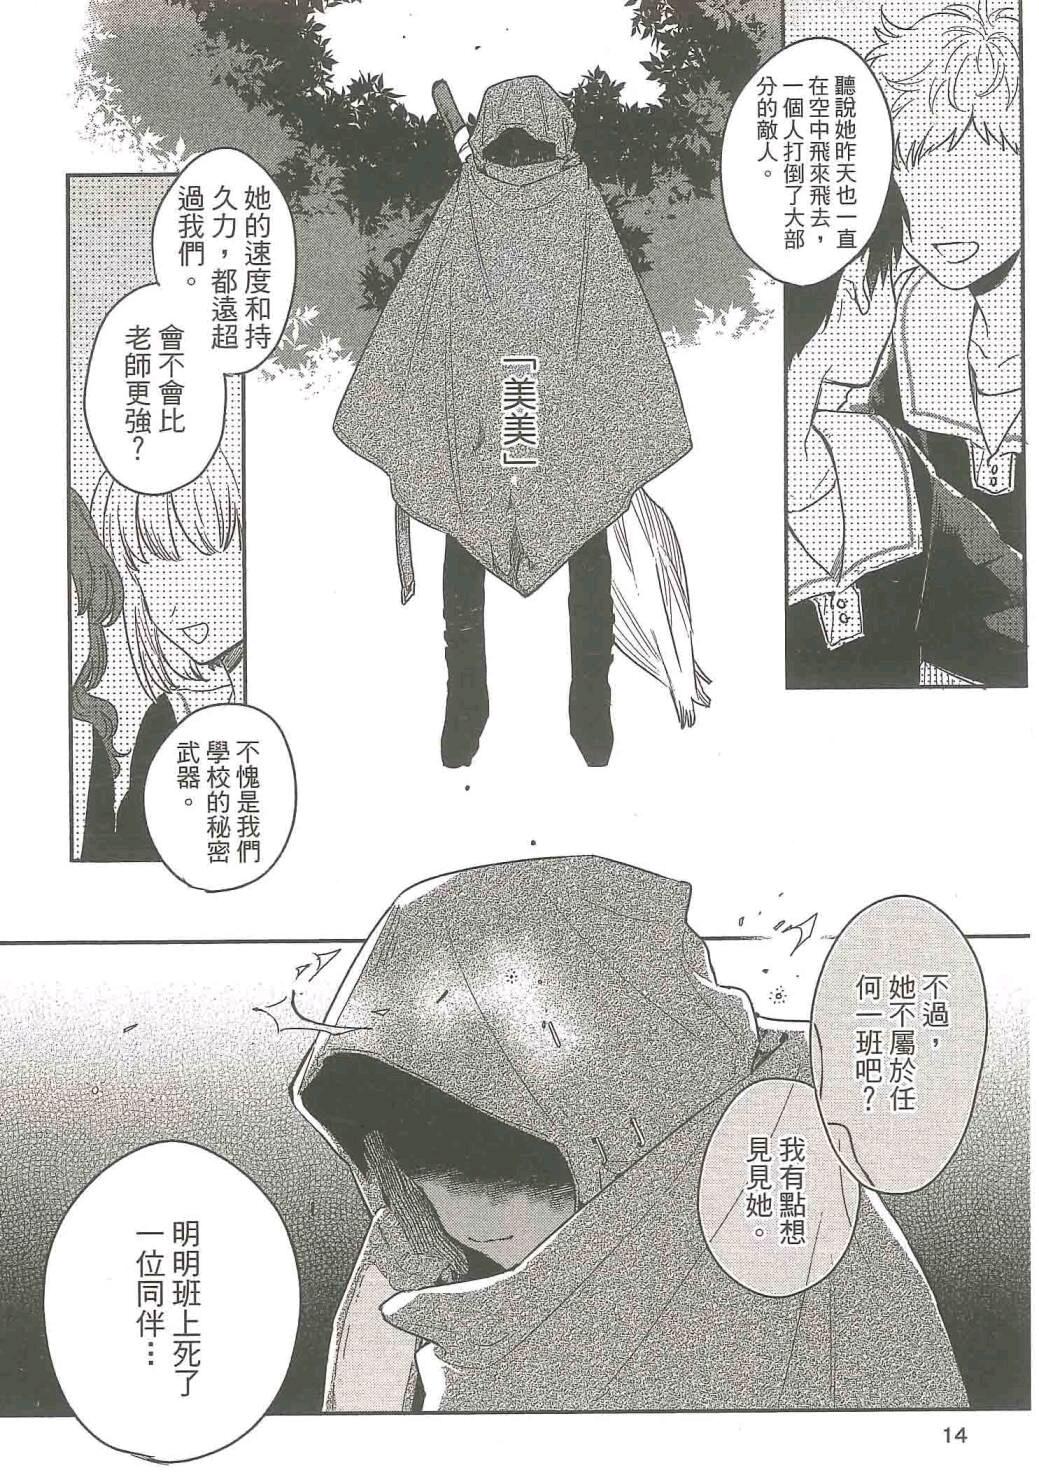 聽說她昨天也一直
在空中飛來飛去，
一個人打倒了大部
分的敵人。
「美美」
她的速度和持
久力，都遠超
過我們。
會不會比
老師更強？
不愧是我們
學校的秘密
武器。
不過，
她不屬於任
何一班吧？
我有點想
見見她。
明明班上死了
一位同伴…
14